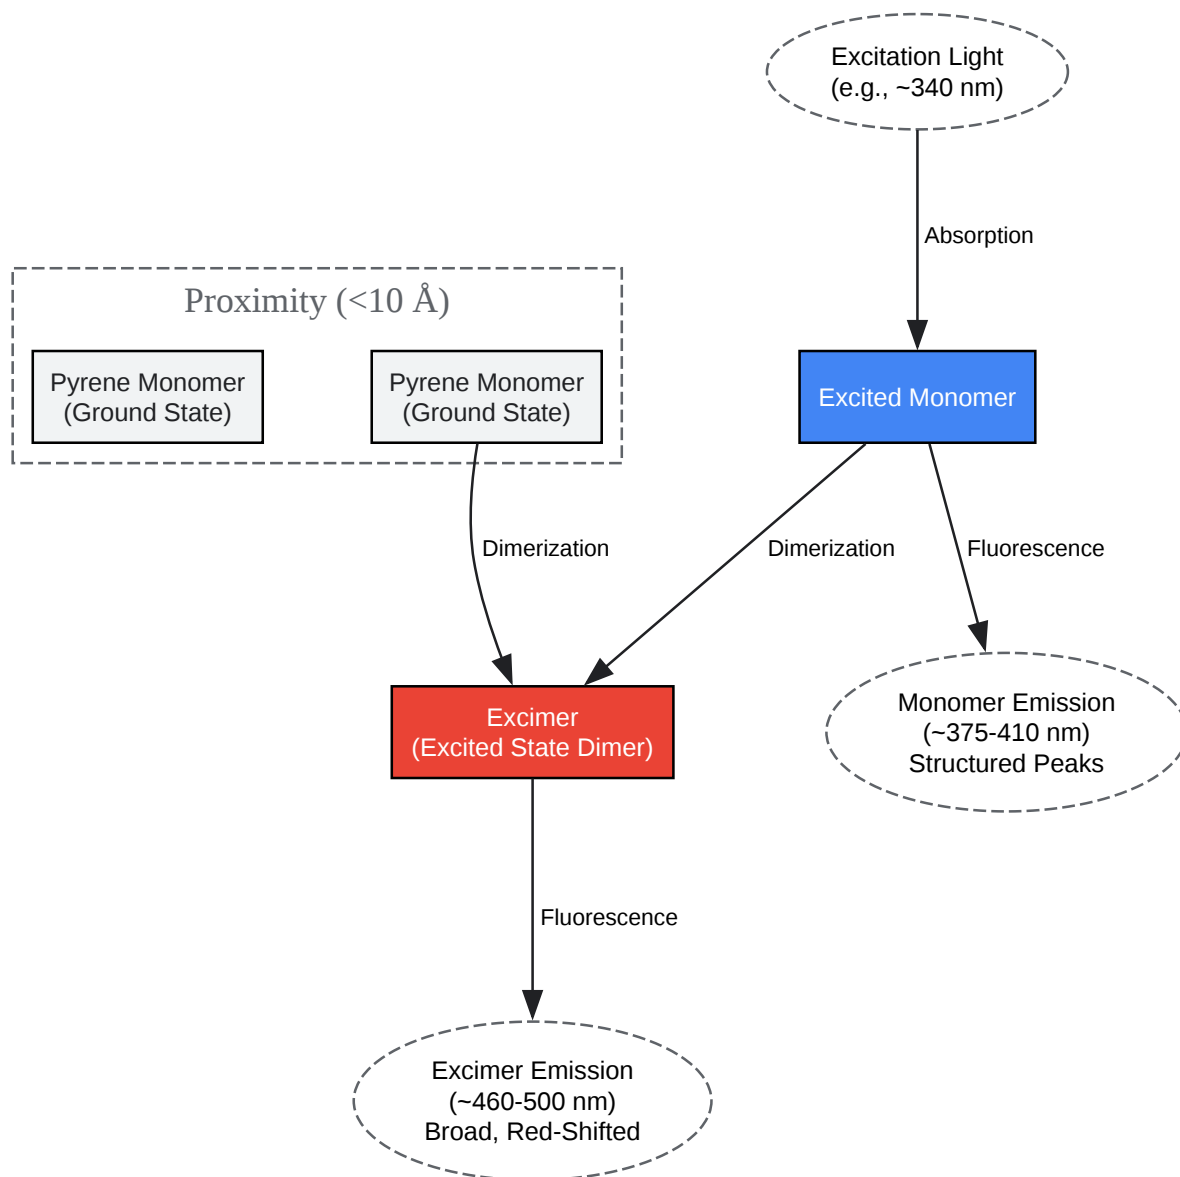 Excitation Light
(e.g., ~340 nm)
Absorption
Proximity (<10 Å)
Pyrene Monomer
(Ground State)
Pyrene Monomer
(Ground State)
Excited Monomer
Dimerization
Dimerization
Fluorescence
Excimer
(Excited State Dimer)
Monomer Emission
(~375-410 nm)
Structured Peaks
Fluorescence
Excimer Emission
(~460-500 nm)
Broad, Red-Shifted